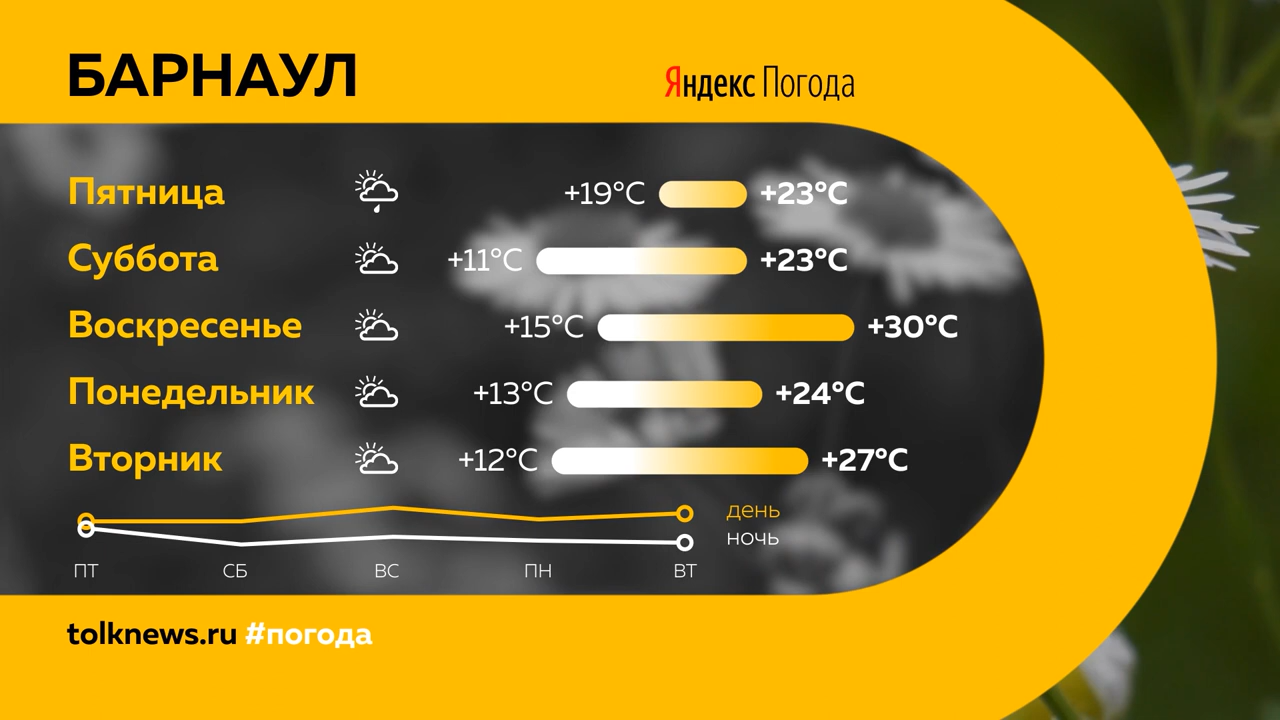 БАРНАУЛ
Яндекс Погода
Пятница +19°C +23°C
Суббота +11°C +23°C
Воскресенье +15°C +30°C
Понедельник +13°C +24°C
Вторник +12°C +27°C
день
ночь
ПТ СБ ВС ПН ВТ
tolknews.ru #погода